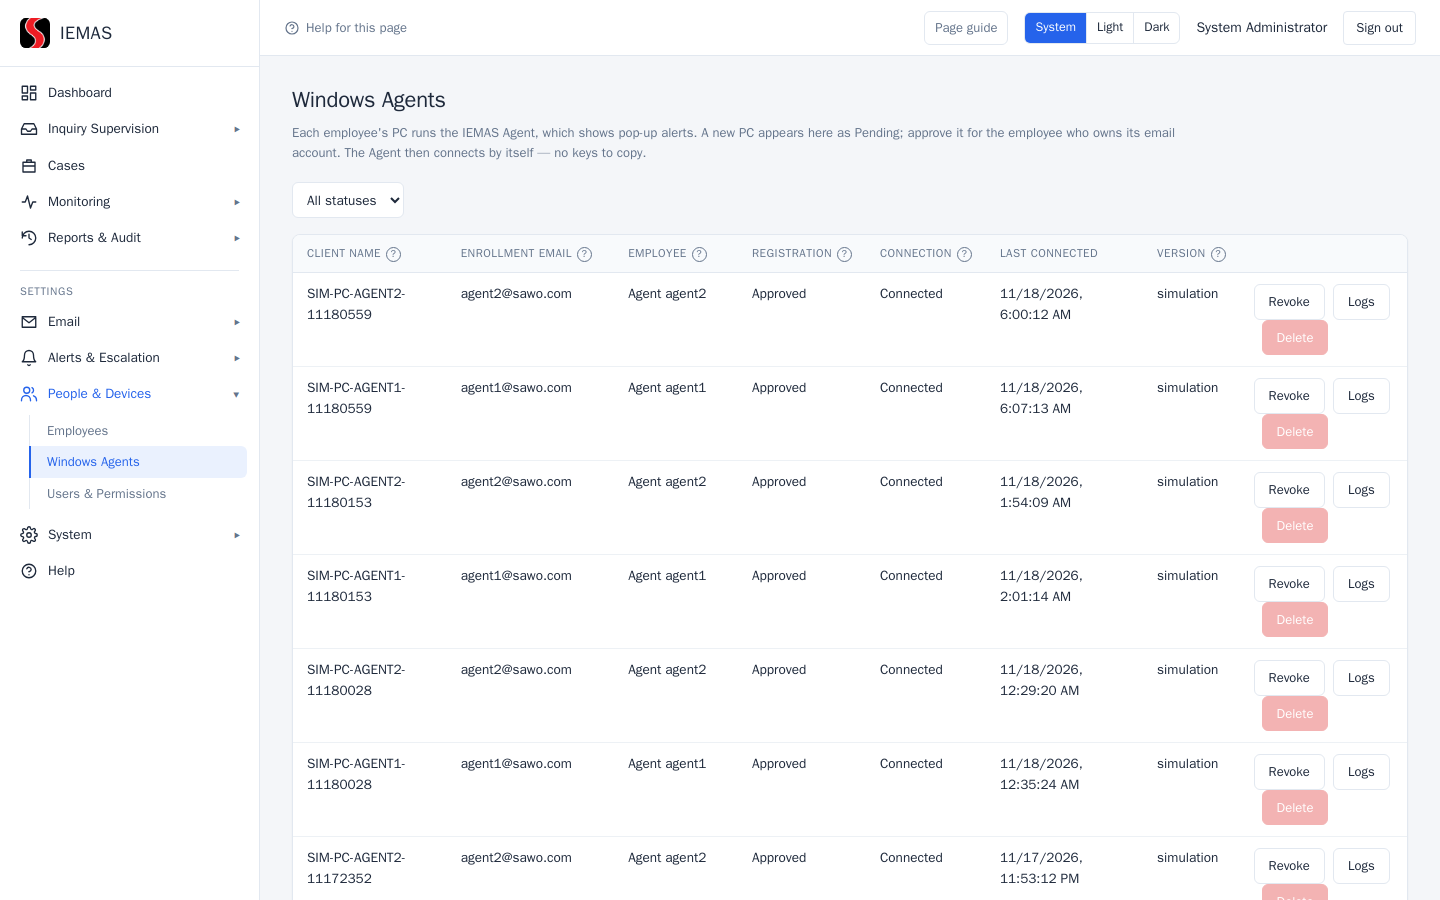 IEMAS
Help for this page
Page guide
System
Light
Dark
System Administrator
Sign out
Dashboard
Inquiry Supervision
Cases
Monitoring
Reports & Audit
SETTINGS
Email
Alerts & Escalation
People & Devices
Employees
Windows Agents
Users & Permissions
System
Help
Windows Agents
Each employee's PC runs the IEMAS Agent, which shows pop-up alerts. A new PC appears here as Pending; approve it for the employee who owns its email
account. The Agent then connects by itself — no keys to copy.
All statuses
CLIENT NAME ? ENROLLMENT EMAIL ? EMPLOYEE ? REGISTRATION ? CONNECTION ? LAST CONNECTED VERSION ?
SIM-PC-AGENT2- agent2@sawo.com Agent agent2 Approved Connected 11/18/2026, simulation Revoke Logs
11180559 6:00:12 AM
Delete
SIM-PC-AGENT1- agent1@sawo.com Agent agent1 Approved Connected 11/18/2026, simulation Revoke Logs
11180559 6:07:13 AM
Delete
SIM-PC-AGENT2- agent2@sawo.com Agent agent2 Approved Connected 11/18/2026, simulation Revoke Logs
11180153 1:54:09 AM
Delete
SIM-PC-AGENT1- agent1@sawo.com Agent agent1 Approved Connected 11/18/2026, simulation Revoke Logs
11180153 2:01:14 AM
Delete
SIM-PC-AGENT2- agent2@sawo.com Agent agent2 Approved Connected 11/18/2026, simulation Revoke Logs
11180028 12:29:20 AM
Delete
SIM-PC-AGENT1- agent1@sawo.com Agent agent1 Approved Connected 11/18/2026, simulation Revoke Logs
11180028 12:35:24 AM
Delete
SIM-PC-AGENT2- agent2@sawo.com Agent agent2 Approved Connected 11/17/2026, simulation Revoke Logs
11172352 11:53:12 PM
Delete